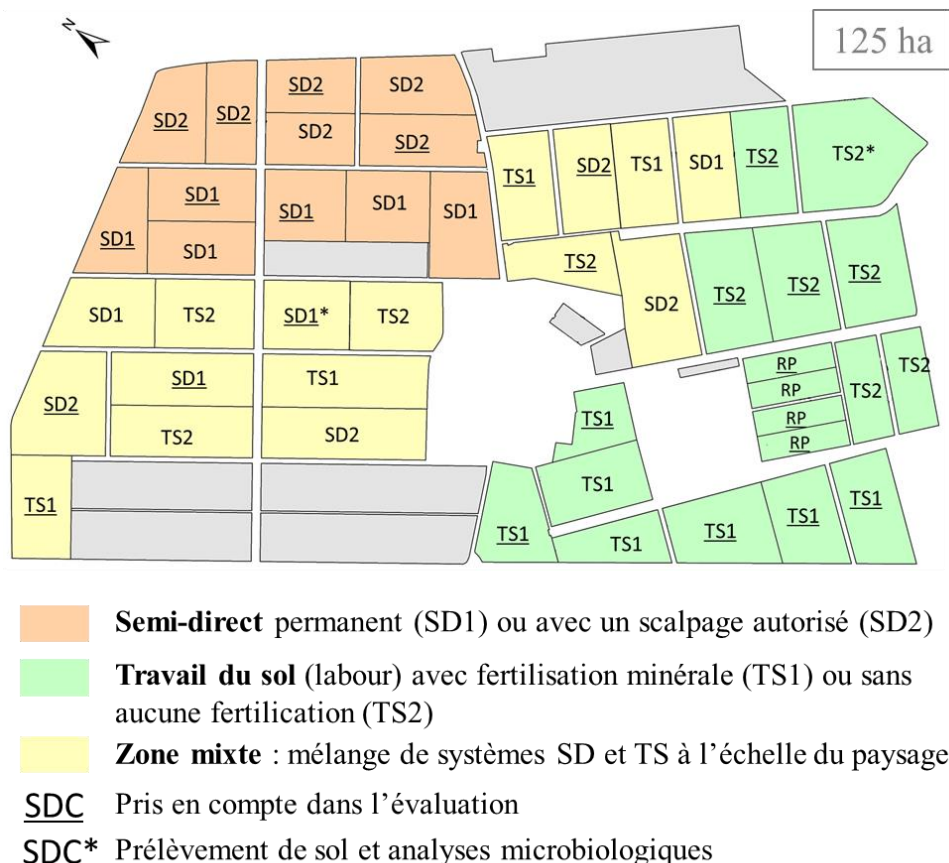 N
125 ha
SD2 SD2 SD2 SD2
SD2 SD2
TS1 SD2 TS1 SD1 TS2 TS2*
SD1 SD1 SD1 SD1 SD1
SD1
TS2 SD2 TS2 TS2 TS2
SD1 TS2 SD1* TS2
SD2 SD1 TS1
TS2 SD2
RP TS2 TS2
RP
RP
RP
TS1
TS1
TS1
TS1 TS1 TS1 TS1 TS1
Semi-direct permanent (SD1) ou avec un scalpage autorisé (SD2)
Travail du sol (labour) avec fertilisation minérale (TS1) ou sans
aucune fertilication (TS2)
Zone mixte : mélange de systèmes SD et TS à l’échelle du paysage
SDC Pris en compte dans l’évaluation
SDC* Prélèvement de sol et analyses microbiologiques